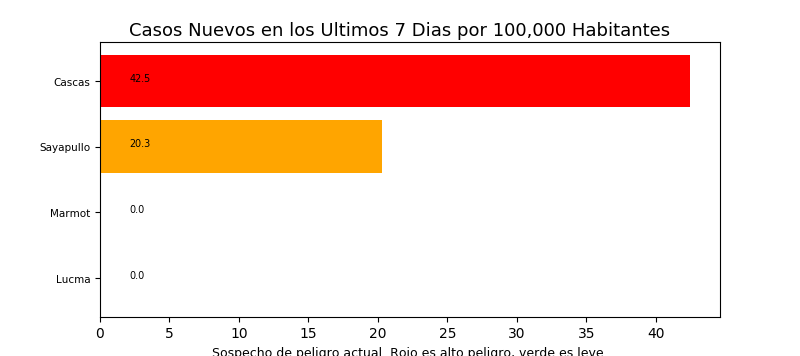 Casos Nuevos en los Ultimos 7 Dias por 100,000 Habitantes
Cascas 42.5
Sayapullo 20.3
Marmot 0.0
Lucma 0.0
0 5 10 15 20 25 30 35 40
Sospecho de peligro actual. Rojo es alto peligro, verde es leve